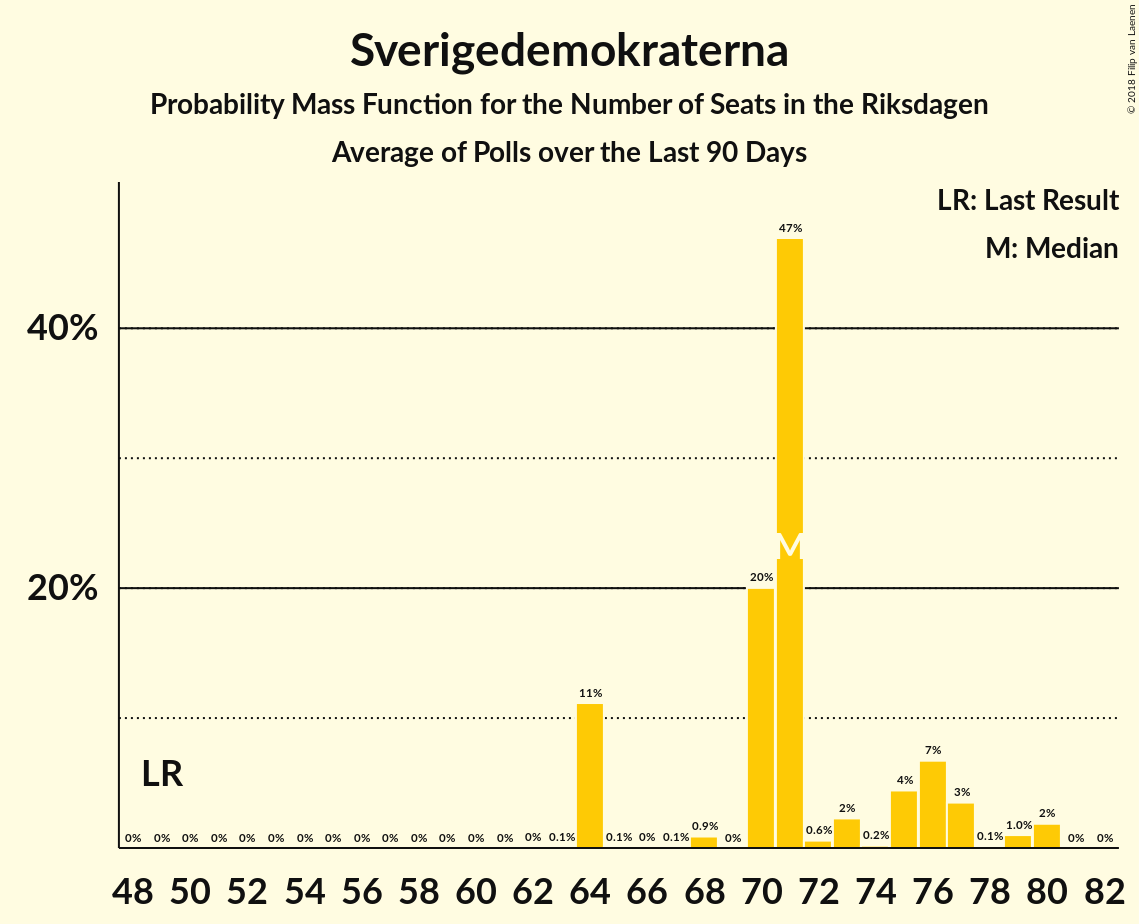 Sverigedemokraterna
Probability Mass Function for the Number of Seats in the Riksdagen
Average of Polls over the Last 90 Days
© 2018 Filip van Laenen
LR: Last Result
M: Median
47%
40%
M
20%
20%
11%
LR
7%
4%
3%
2%
2%
0% 0% 0% 0% 0% 0% 0% 0% 0% 0% 0% 0% 0% 0% 0% 0.1% 0.1% 0% 0.1% 0.9% 0% 0.6% 0.2% 0.1% 1.0% 0% 0%
48 50 52 54 56 58 60 62 64 66 68 70 72 74 76 78 80 82